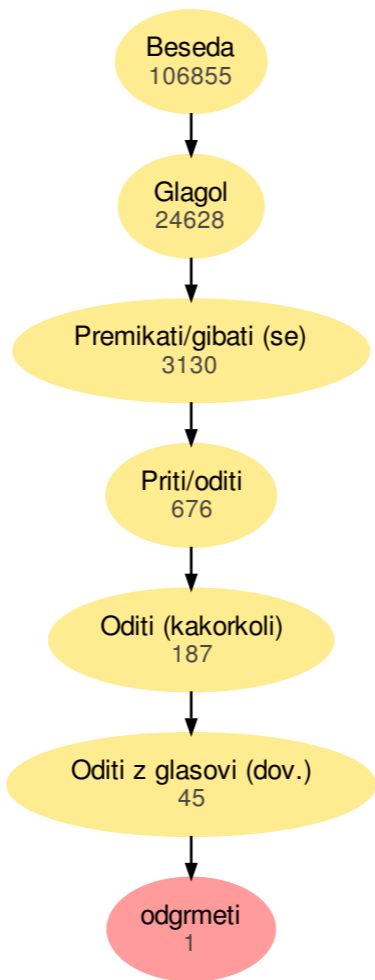 Beseda
106855
Glagol
24628
Premikati/gibati (se)
3130
Priti/oditi
676
Oditi (kakorkoli)
187
Oditi z glasovi (dov.)
45
odgrmeti
1